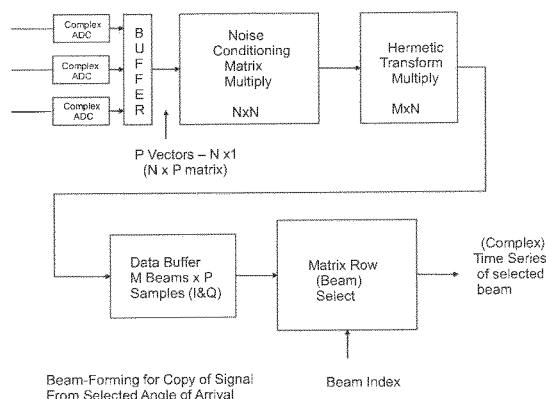 Complex
ADC
Complex
ADC
Complex
ADC
BUFFER
Noise
Conditioning
Matrix
Multiply
NxN
Hermetic
Transform
Multiply
MxN
P Vectors – N x1
(N x P matrix)
Data Buffer
M Beams x P
Samples (I&Q)
Matrix Row
(Beam)
Select
(Complex)
Time Series
of selected
beam
Beam-Forming for Copy of Signal
From Selected Angle of Arrival
Beam Index